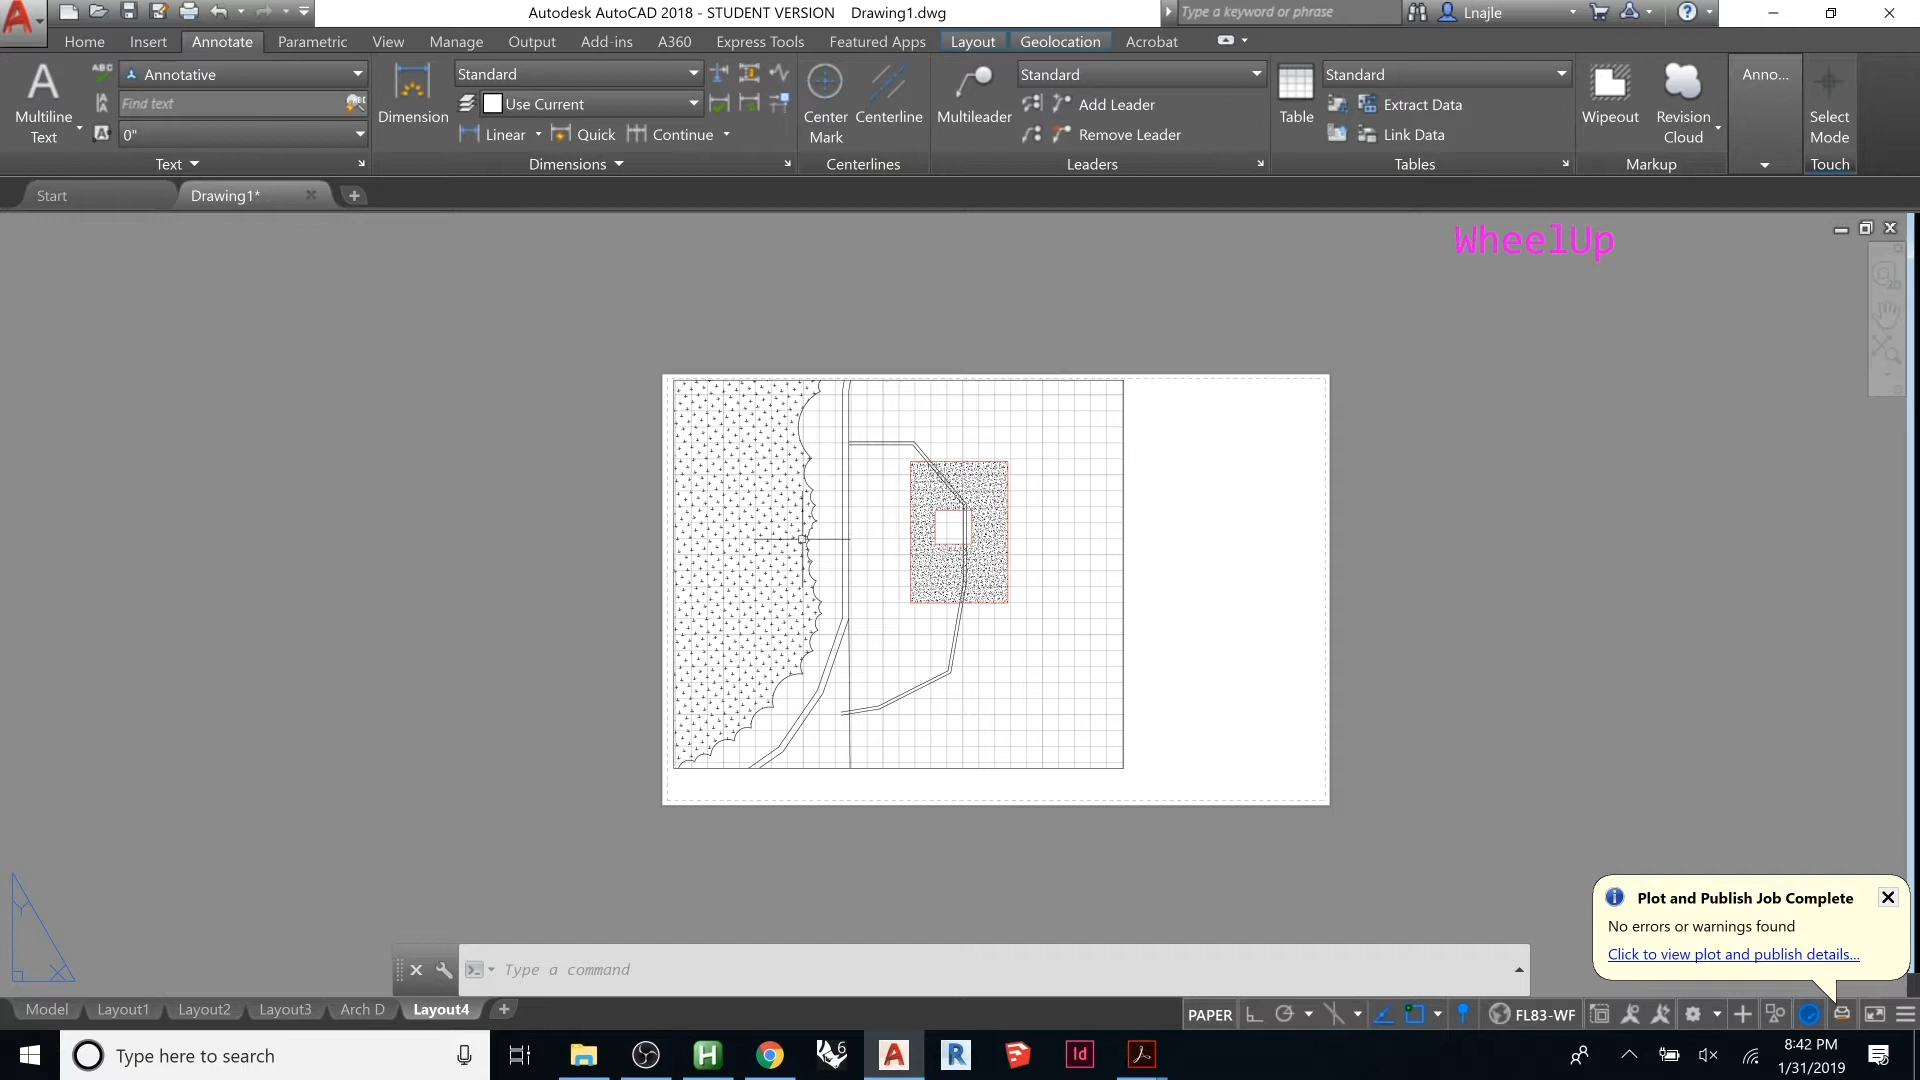 Autodesk AutoCAD 2018 - STUDENT VERSION Drawing1.dwg
Type a keyword or phrase
Lnajle
Home Insert Annotate Parametric View Manage Output Add-ins A360 Express Tools Featured Apps Layout Geolocation Acrobat
Multiline
Text
Annotative
Find text
0"
Text
Dimension
Standard
Use Current
Linear Quick Continue
Dimensions
Center
Mark
Centerline
Centerlines
Multileader
Standard
Add Leader
Remove Leader
Leaders
Table
Standard
Extract Data
Link Data
Tables
Wipeout
Revision
Cloud
Markup
Anno...
Select
Mode
Touch
Start
Drawing1*
WheelUp
Y
X
Plot and Publish Job Complete
No errors or warnings found
Click to view plot and publish details...
Type a command
Model Layout1 Layout2 Layout3 Arch D Layout4
PAPER
FL83-WF
Type here to search
8:42 PM
1/31/2019